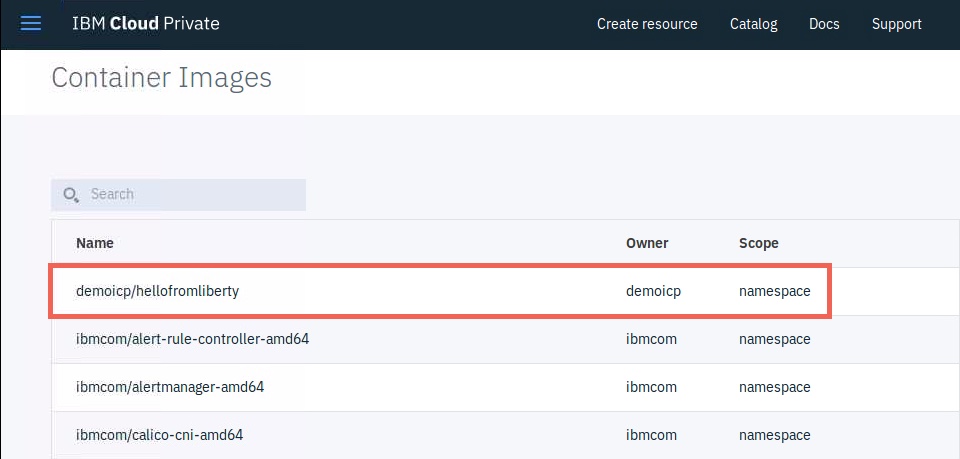 IBM Cloud Private Create resource Catalog Docs Support
Container Images
Search
Name Owner Scope
demoicp/hellofromliberty demoicp namespace
ibmcom/alert-rule-controller-amd64 ibmcom namespace
ibmcom/alertmanager-amd64 ibmcom namespace
ibmcom/calico-cni-amd64 ibmcom namespace